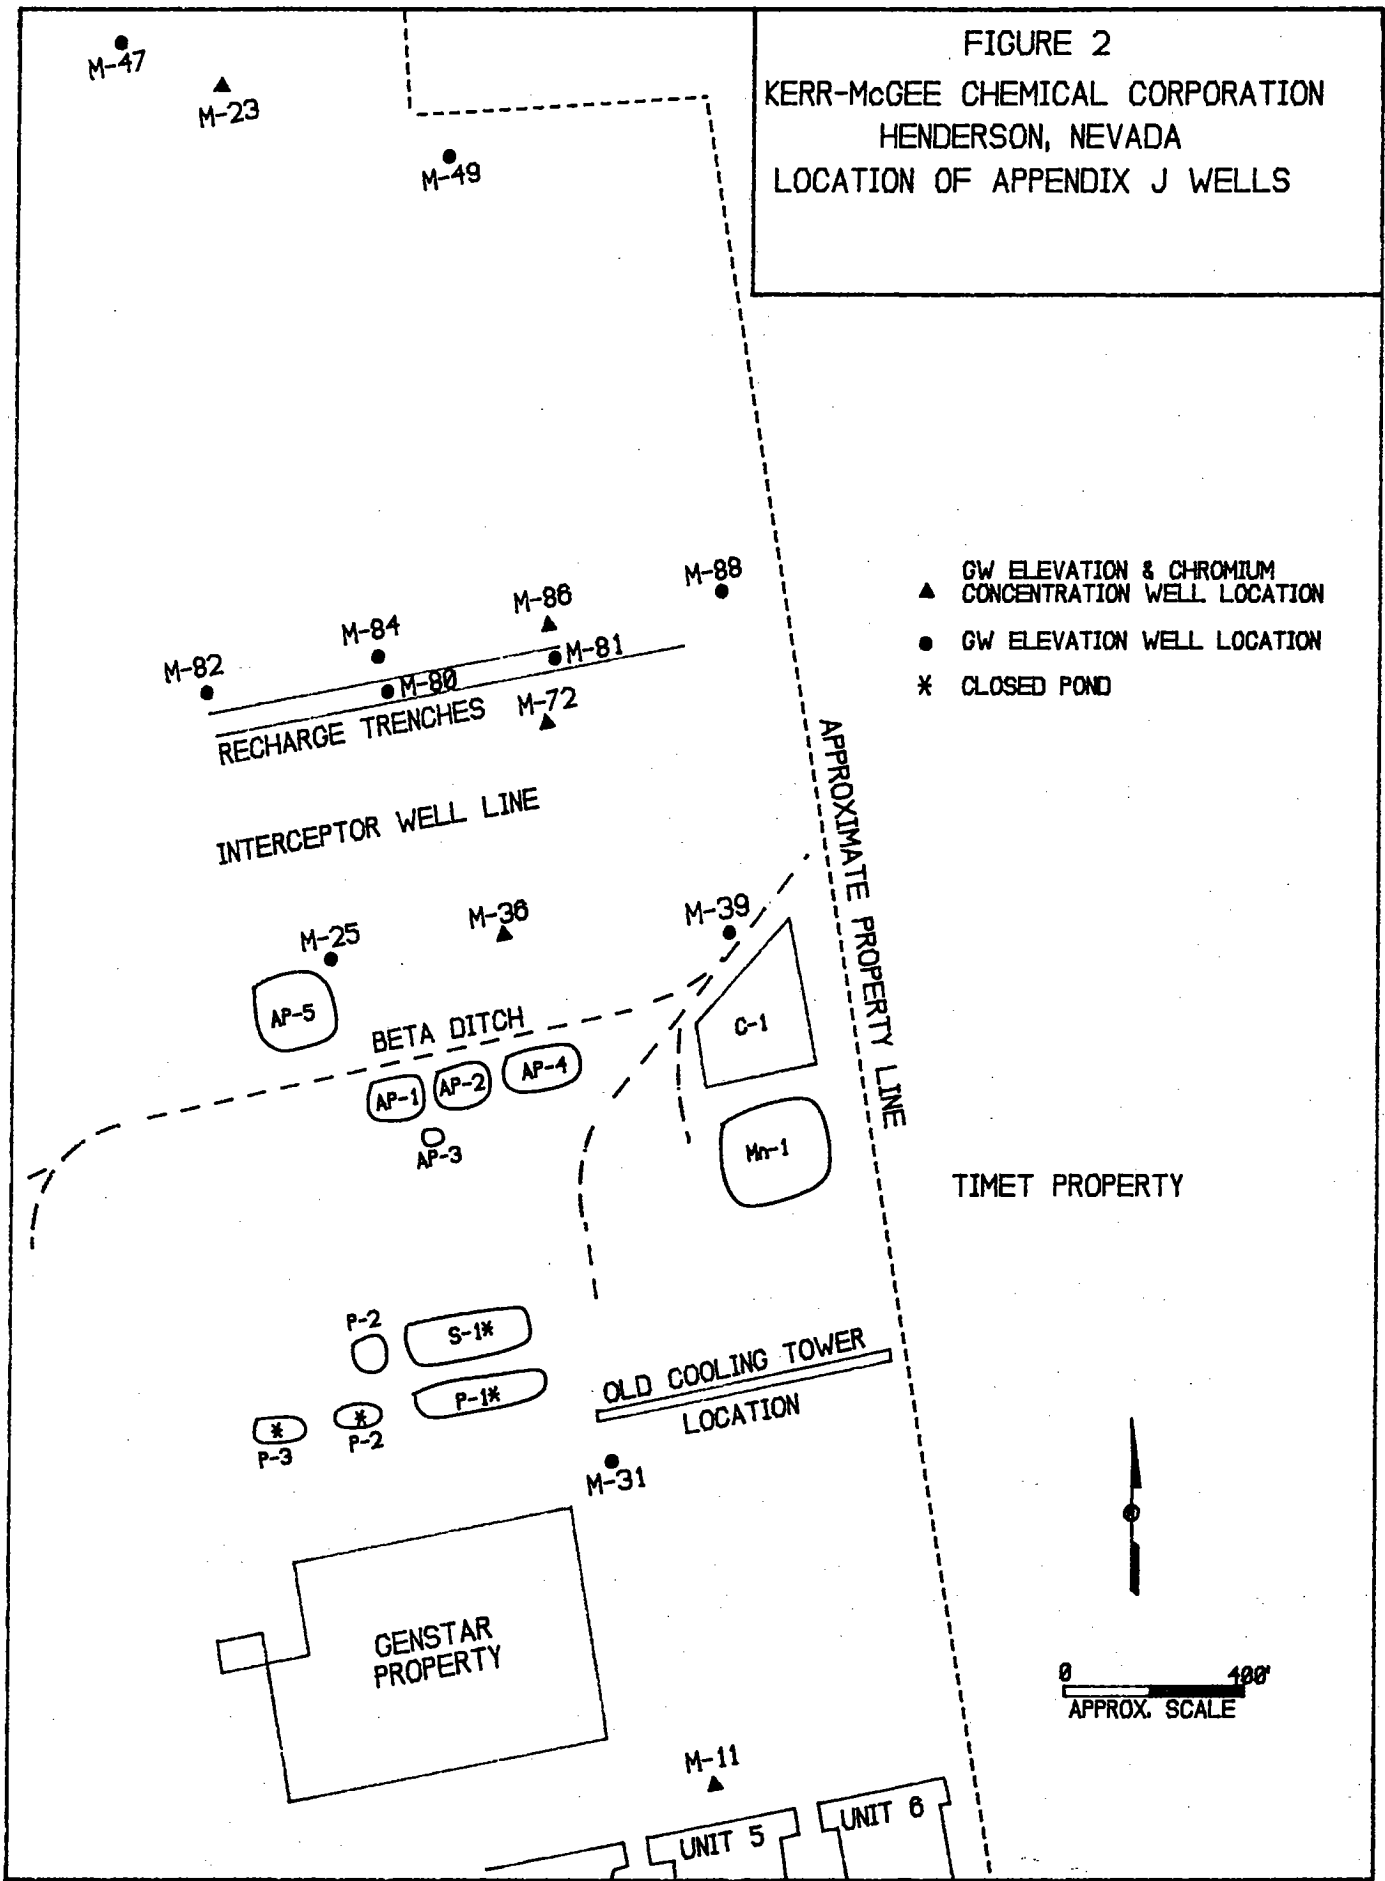 FIGURE 2
KERR-McGEE CHEMICAL CORPORATION
HENDERSON, NEVADA
LOCATION OF APPENDIX J WELLS
M-47
M-23
M-49
M-88
GW ELEVATION & CHROMIUM
▲ CONCENTRATION WELL LOCATION
● GW ELEVATION WELL LOCATION
* CLOSED POND
M-86
M-84
M-81
M-82
M-80
M-72
RECHARGE TRENCHES
APPROXIMATE PROPERTY LINE
INTERCEPTOR WELL LINE
M-36
M-39
M-25
AP-5
BETA DITCH
C-1
AP-1
AP-2
AP-4
AP-3
Mn-1
TIMET PROPERTY
P-2
S-1*
P-1*
OLD COOLING TOWER
LOCATION
*
P-3
*
P-2
M-31
GENSTAR
PROPERTY
0 400'
APPROX. SCALE
M-11
UNIT 5
UNIT 6